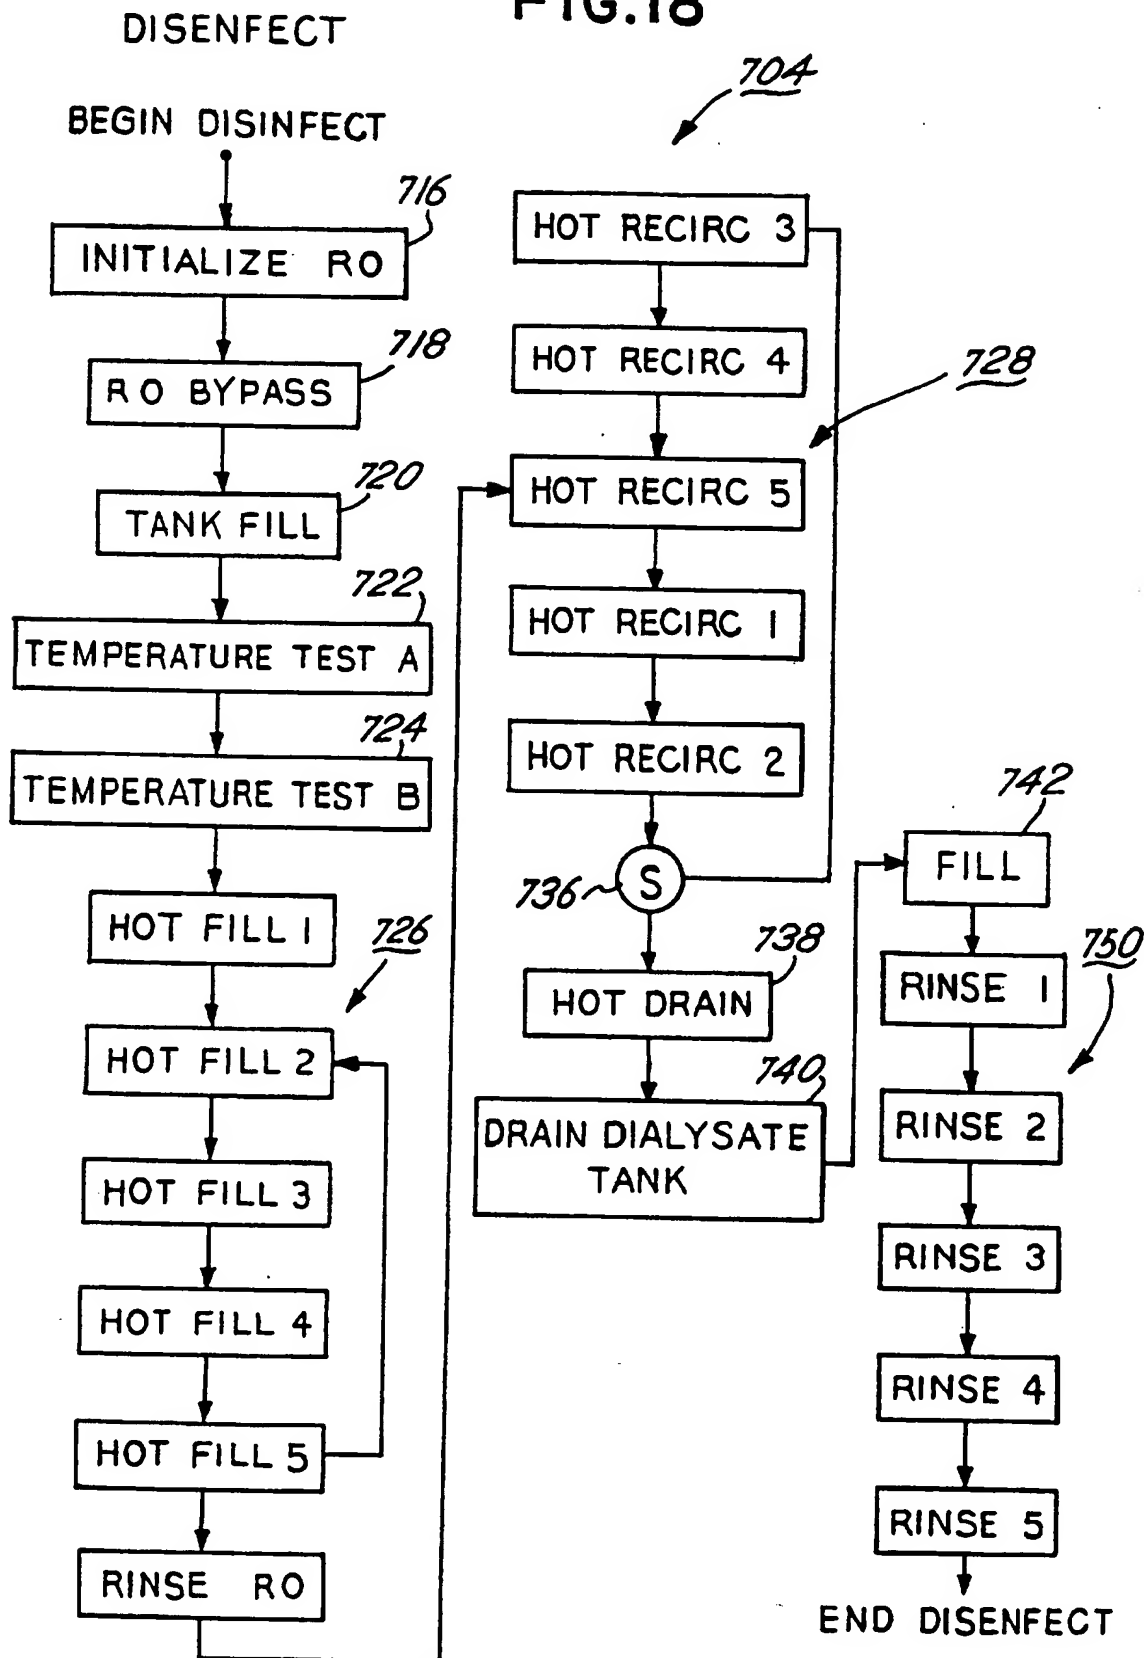 FIG.18
DISENFECT
704
BEGIN DISINFECT
716
INITIALIZE RO
718
RO BYPASS
720
TANK FILL
722
TEMPERATURE TEST A
724
TEMPERATURE TEST B
HOT FILL 1
726
HOT FILL 2
HOT FILL 3
HOT FILL 4
HOT FILL 5
RINSE RO
HOT RECIRC 3
HOT RECIRC 4
728
HOT RECIRC 5
HOT RECIRC 1
HOT RECIRC 2
736
S
738
HOT DRAIN
740
DRAIN DIALYSATE
TANK
742
FILL
750
RINSE 1
RINSE 2
RINSE 3
RINSE 4
RINSE 5
END DISENFECT